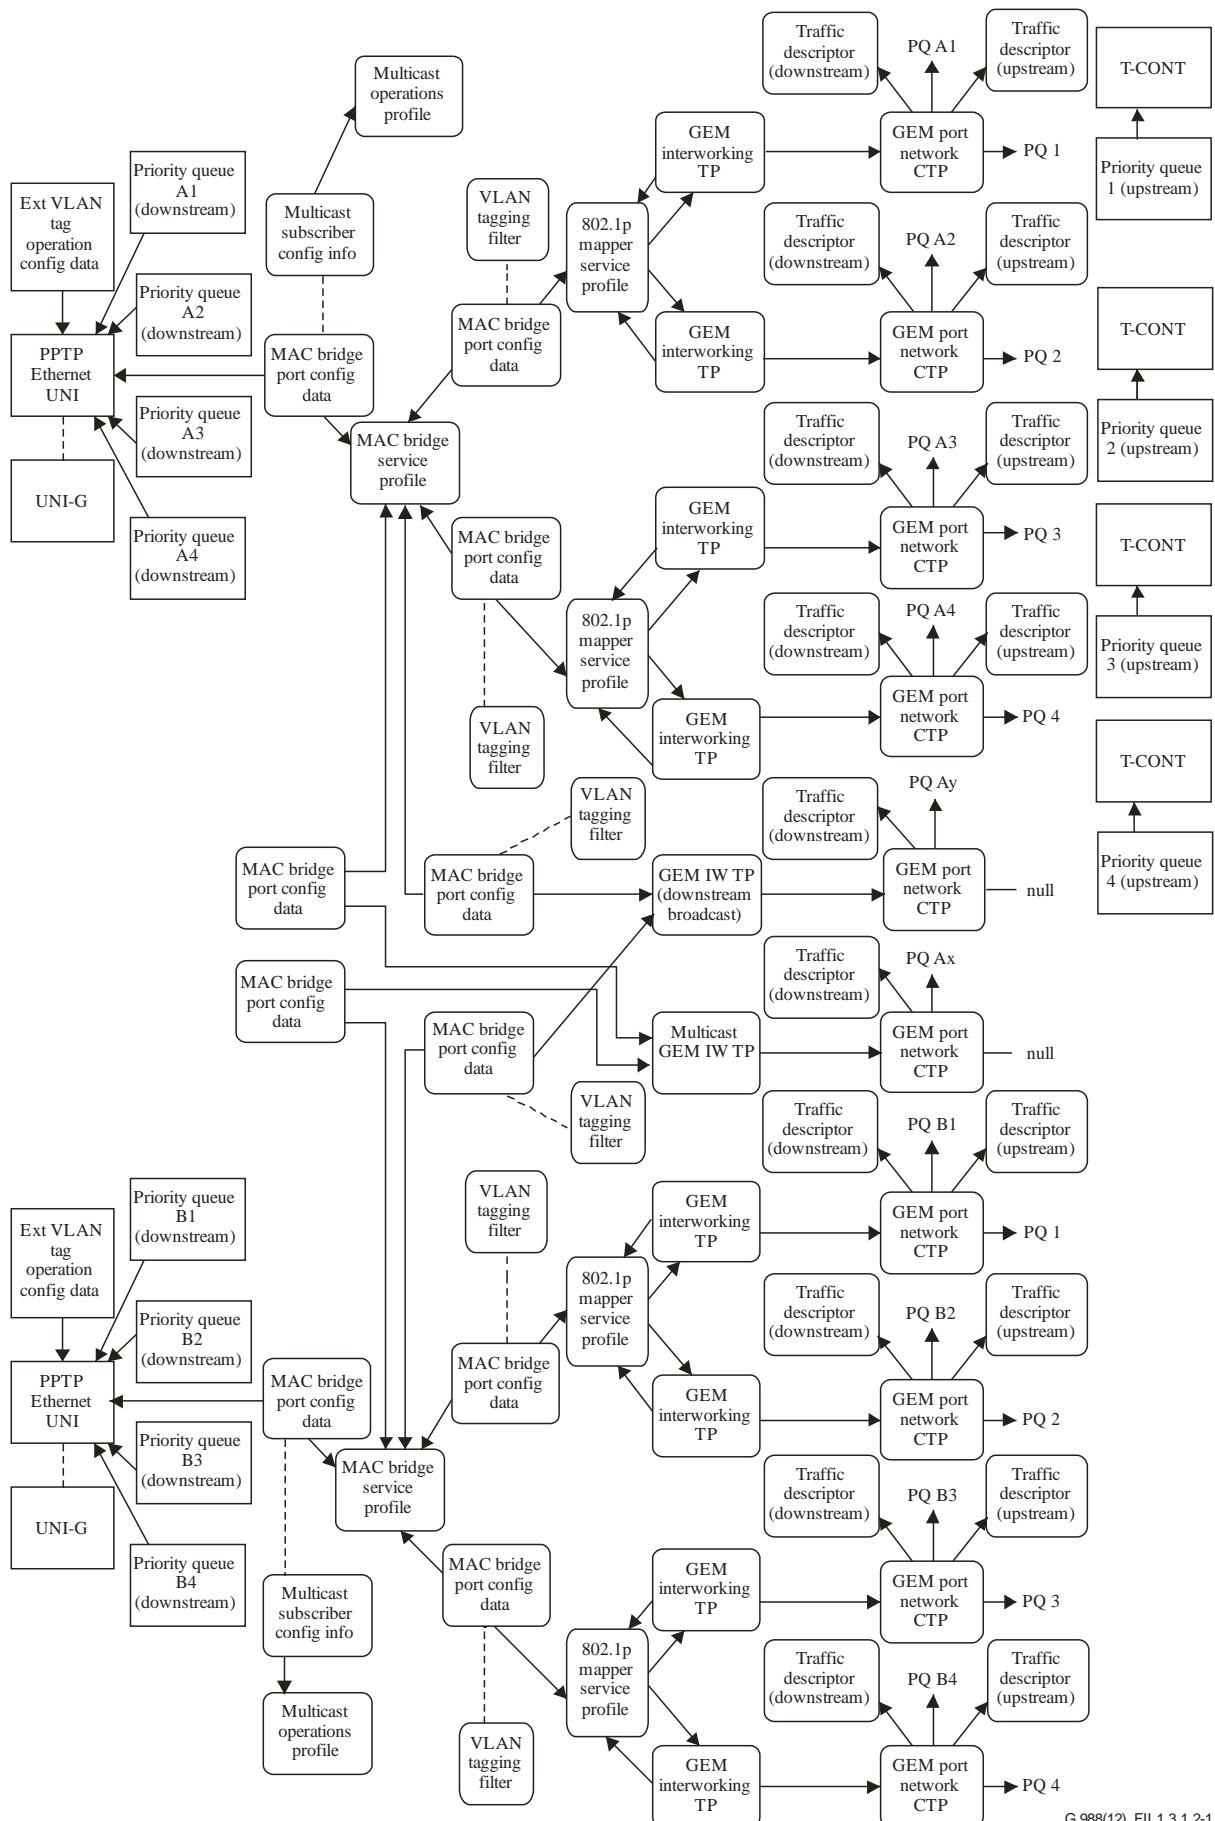 Traffic
descriptor
(downstream)
PQ A1
Traffic
descriptor
(upstream)
T-CONT
Multicast
operations
profile
GEM
interworking
TP
GEM port
network
CTP
PQ 1
Priority queue
1 (upstream)
Priority queue
A1
(downstream)
Ext VLAN
tag
operation
config data
Multicast
subscriber
config info
VLAN
tagging
filter
802.1p
mapper
service
profile
Traffic
descriptor
(downstream)
PQ A2
Traffic
descriptor
(upstream)
Priority queue
A2
(downstream)
PPTP
Ethernet
UNI
MAC bridge
port config
data
MAC bridge
port config
data
GEM
interworking
TP
GEM port
network
CTP
PQ 2
T-CONT
Priority queue
2 (upstream)
Priority queue
A3
(downstream)
MAC bridge
service
profile
Traffic
descriptor
(downstream)
PQ A3
Traffic
descriptor
(upstream)
UNI-G
Priority queue
A4
(downstream)
MAC bridge
port config
data
GEM
interworking
TP
GEM port
network
CTP
PQ 3
T-CONT
802.1p
mapper
service
profile
Traffic
descriptor
(downstream)
PQ A4
Traffic
descriptor
(upstream)
Priority queue
3 (upstream)
VLAN
tagging
filter
GEM
interworking
TP
GEM port
network
CTP
PQ 4
T-CONT
VLAN
tagging
filter
Traffic
descriptor
(downstream)
PQ Ay
MAC bridge
port config
data
MAC bridge
port config
data
GEM IW TP
(downstream
broadcast)
GEM port
network
CTP
null
Priority queue
4 (upstream)
MAC bridge
port config
data
Traffic
descriptor
(downstream)
PQ Ax
MAC bridge
port config
data
Multicast
GEM IW TP
GEM port
network
CTP
null
VLAN
tagging
filter
Traffic
descriptor
(downstream)
PQ B1
Traffic
descriptor
(upstream)
Priority queue
B1
(downstream)
Ext VLAN
tag
operation
config data
VLAN
tagging
filter
GEM
interworking
TP
GEM port
network
CTP
PQ 1
802.1p
mapper
service
profile
Traffic
descriptor
(downstream)
PQ B2
Traffic
descriptor
(upstream)
Priority queue
B2
(downstream)
PPTP
Ethernet
UNI
MAC bridge
port config
data
MAC bridge
port config
data
GEM
interworking
TP
GEM port
network
CTP
PQ 2
Priority queue
B3
(downstream)
MAC bridge
service
profile
Traffic
descriptor
(downstream)
PQ B3
Traffic
descriptor
(upstream)
UNI-G
Priority queue
B4
(downstream)
MAC bridge
port config
data
GEM
interworking
TP
GEM port
network
CTP
PQ 3
Multicast
subscriber
config info
802.1p
mapper
service
profile
Traffic
descriptor
(downstream)
PQ B4
Traffic
descriptor
(upstream)
Multicast
operations
profile
VLAN
tagging
filter
GEM
interworking
TP
GEM port
network
CTP
PQ 4